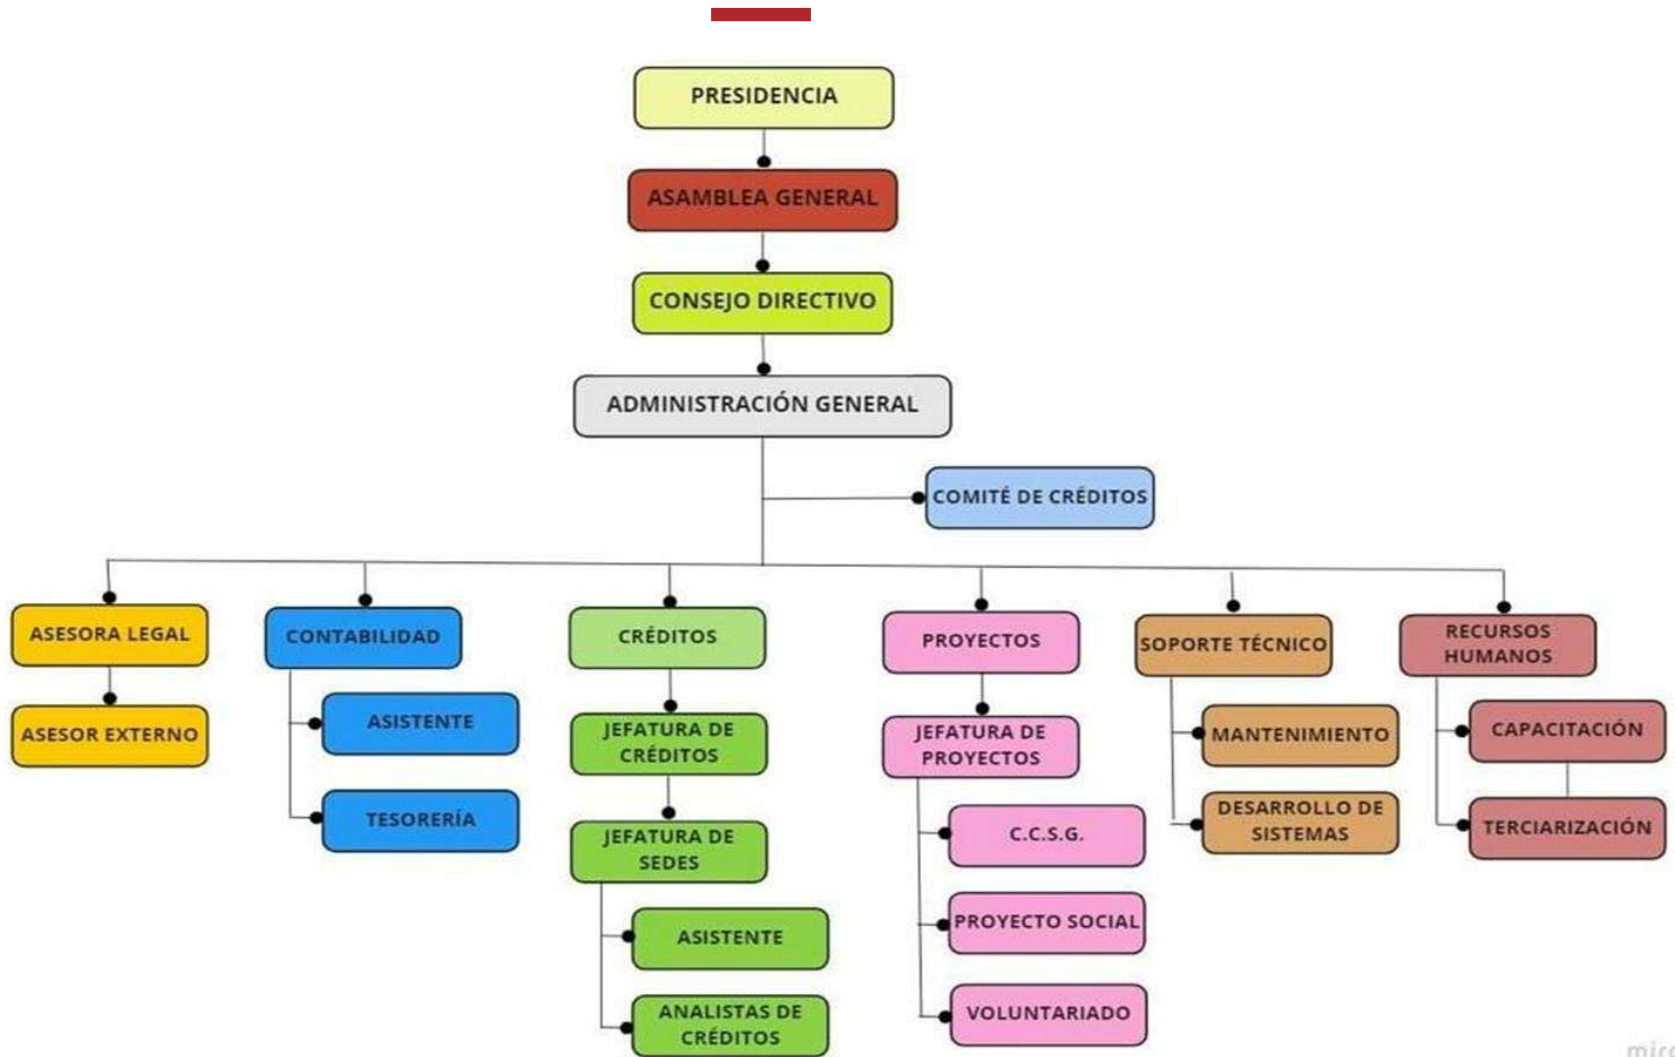 PRESIDENCIA
ASAMBLEA GENERAL
CONSEJO DIRECTIVO
ADMINISTRACIÓN GENERAL
COMITÉ DE CRÉDITOS
ASESORA LEGAL
ASESOR EXTERNO
CONTABILIDAD
ASISTENTE
TESORERÍA
CRÉDITOS
JEFATURA DE
CRÉDITOS
JEFATURA DE
SEDES
ASISTENTE
ANALISTAS DE
CRÉDITOS
PROYECTOS
JEFATURA DE
PROYECTOS
C.C.S.G.
PROYECTO SOCIAL
VOLUNTARIADO
SOPORTE TÉCNICO
MANTENIMIENTO
DESARROLLO DE
SISTEMAS
RECURSOS
HUMANOS
CAPACITACIÓN
TERCIARIZACIÓN